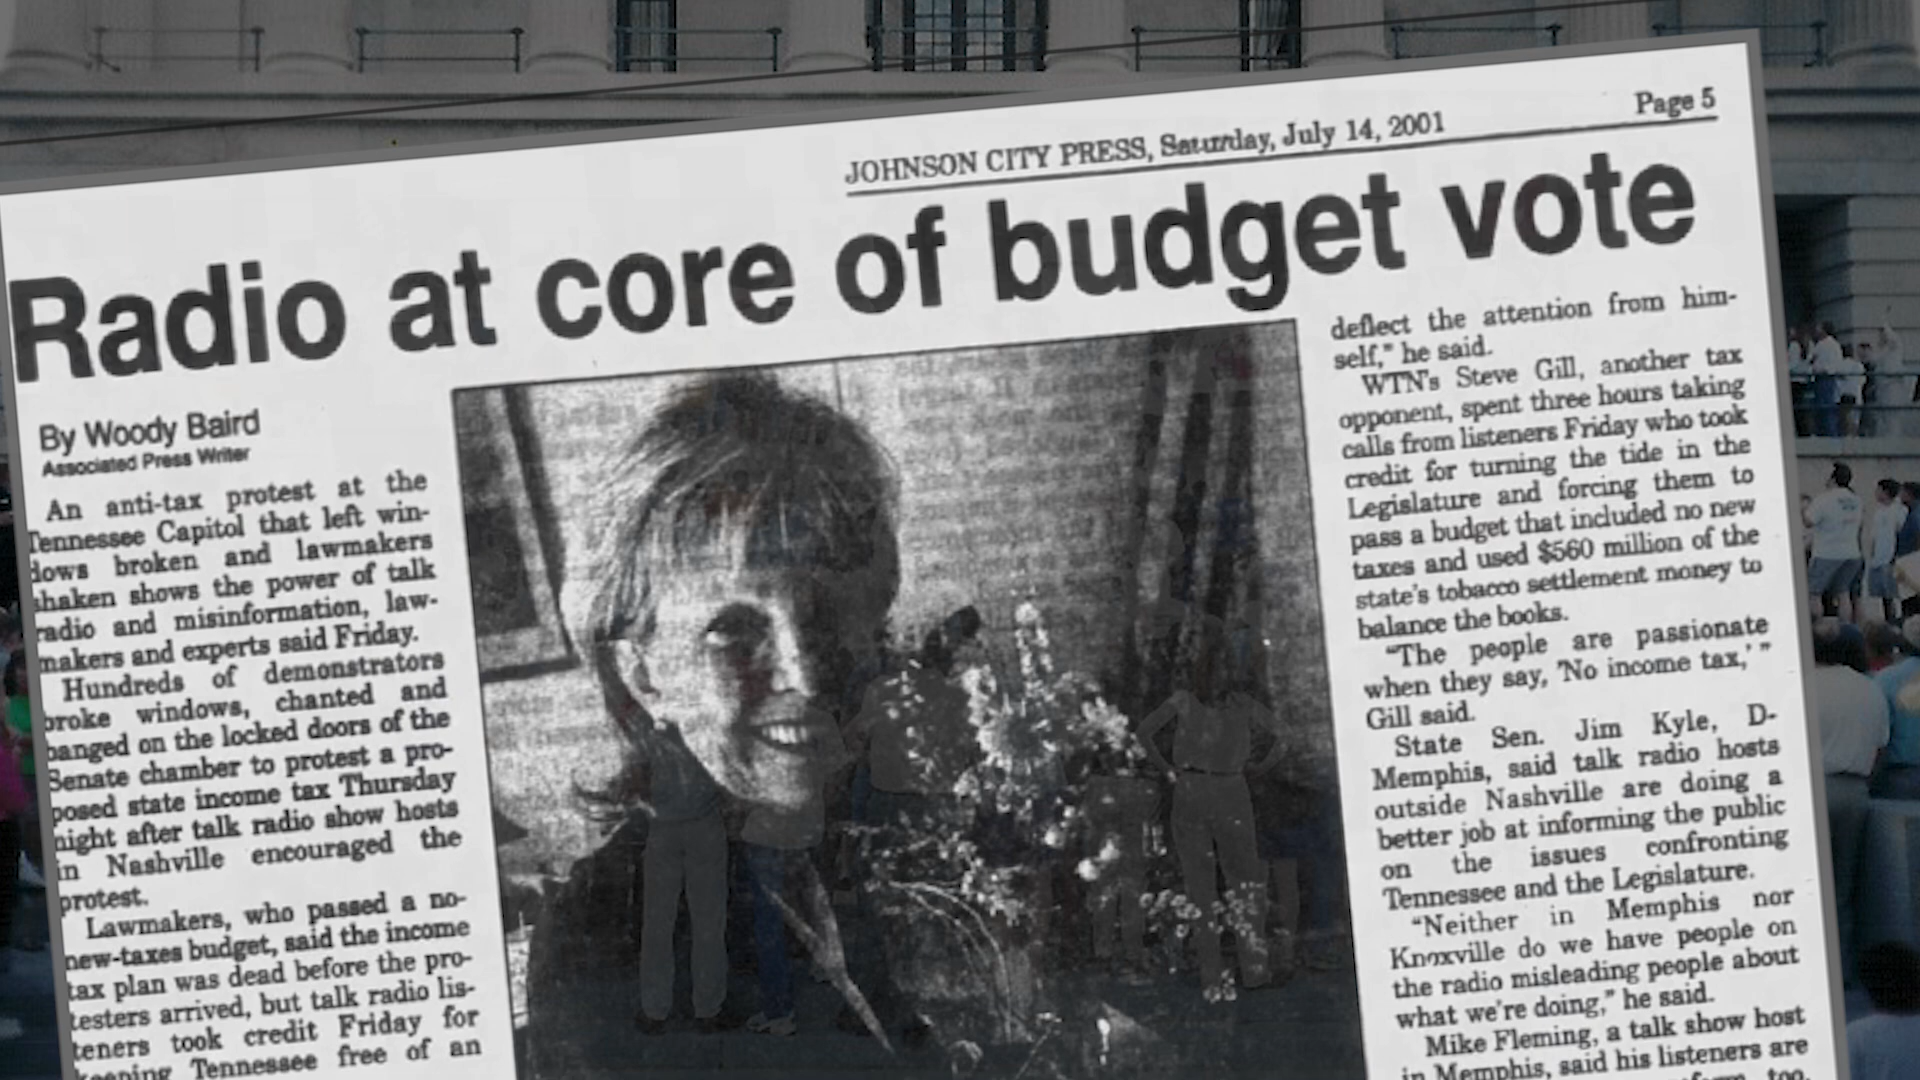 JOHNSON CITY PRESS, Saturday, July 14, 2001
Page 5
Radio at core of budget vote
By Woody Baird
Associated Press Writer
An anti-tax protest at the
Tennessee Capitol that left win-
dows broken and lawmakers
shaken shows the power of talk
radio and misinformation, law-
makers and experts said Friday.
Hundreds of demonstrators
broke windows, chanted and
banged on the locked doors of the
Senate chamber to protest a pro-
posed state income tax Thursday
night after talk radio show hosts
in Nashville encouraged the
protest.
Lawmakers, who passed a no-
new-taxes budget, said the income
tax plan was dead before the pro-
testers arrived, but talk radio lis-
teners took credit Friday for
keeping Tennessee free of an
deflect the attention from him-
self," he said.
WTN's Steve Gill, another tax
opponent, spent three hours taking
calls from listeners Friday who took
credit for turning the tide in the
Legislature and forcing them to
pass a budget that included no new
taxes and used $560 million of the
state's tobacco settlement money to
balance the books.
"The people are passionate
when they say, 'No income tax,' "
Gill said.
State Sen. Jim Kyle, D-
Memphis, said talk radio hosts
outside Nashville are doing a
better job at informing the public
on the issues confronting
Tennessee and the Legislature.
"Neither in Memphis nor
Knoxville do we have people on
the radio misleading people about
what we're doing," he said.
Mike Fleming, a talk show host
in Memphis, said his listeners are
too,